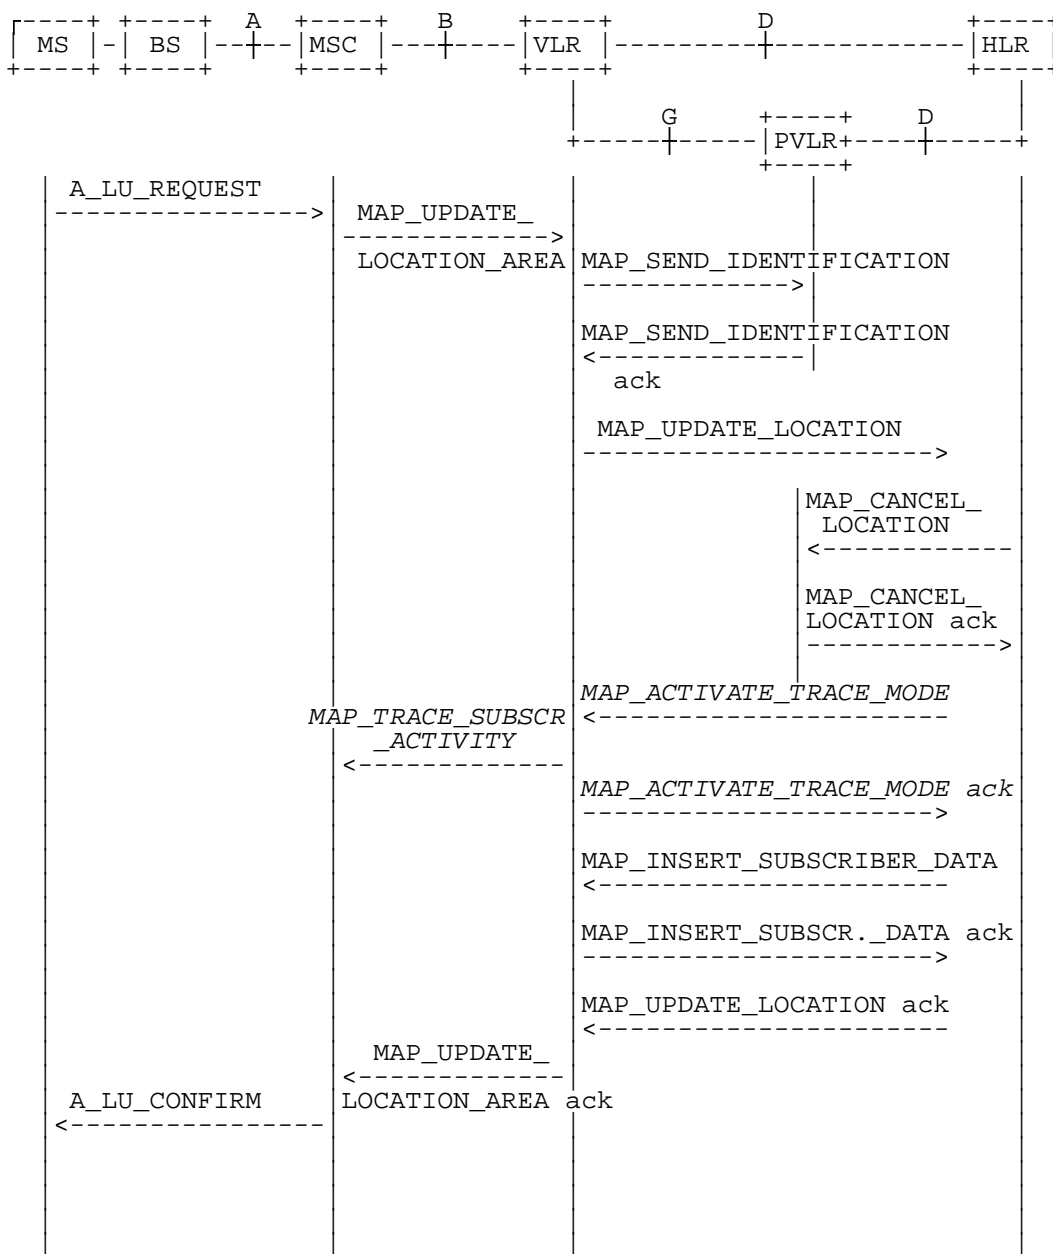 A B D
MS BS MSC VLR HLR
G D
PVLR
A_LU_REQUEST
MAP_UPDATE_
LOCATION_AREA MAP_SEND_IDENTIFICATION
MAP_SEND_IDENTIFICATION
ack
MAP_UPDATE_LOCATION
MAP_CANCEL_
LOCATION
MAP_CANCEL_
LOCATION ack
MAP_ACTIVATE_TRACE_MODE
MAP_TRACE_SUBSCR
_ACTIVITY
MAP_ACTIVATE_TRACE_MODE ack
MAP_INSERT_SUBSCRIBER_DATA
MAP_INSERT_SUBSCR._DATA ack
MAP_UPDATE_LOCATION ack
MAP_UPDATE_
A_LU_CONFIRM LOCATION_AREA ack